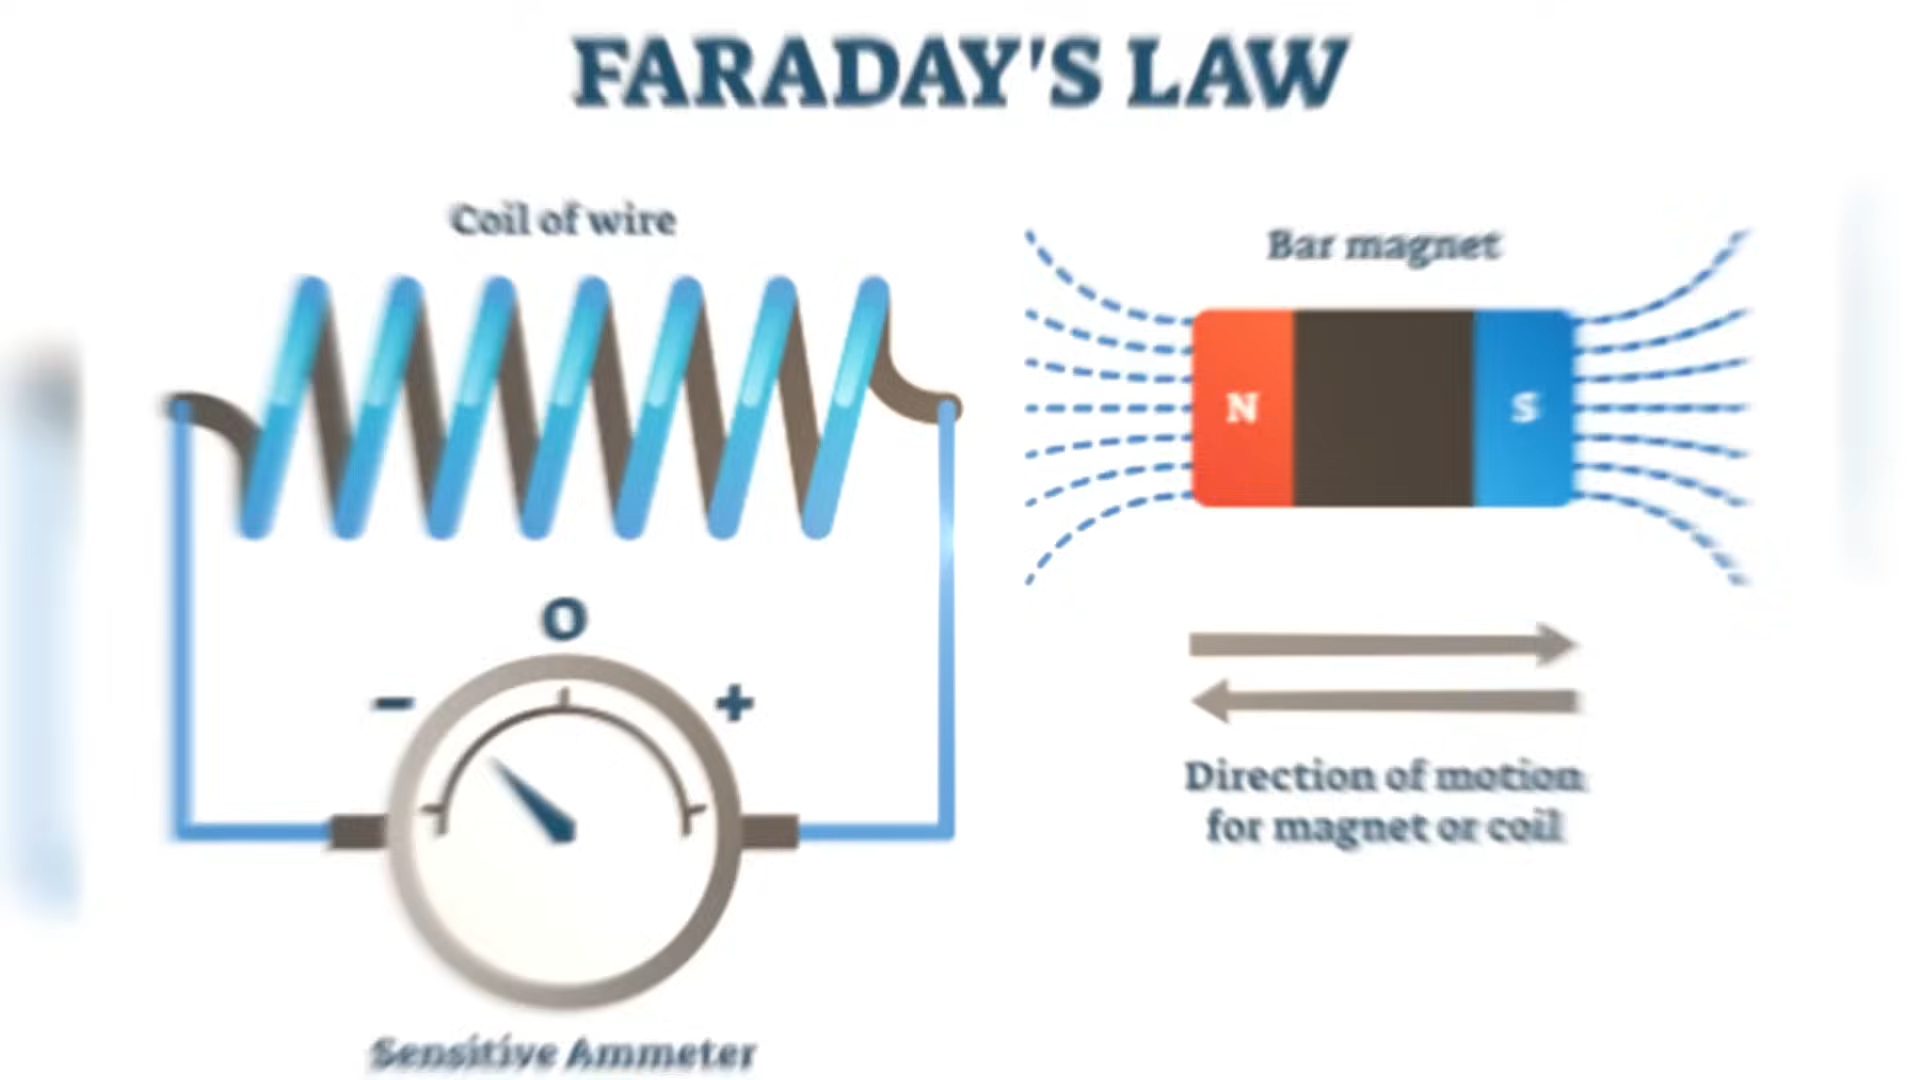 FARADAY'S LAW
Coil of wire
Bar magnet
N
S
O
−
+
Direction of motion
for magnet or coil
Sensitive Ammeter